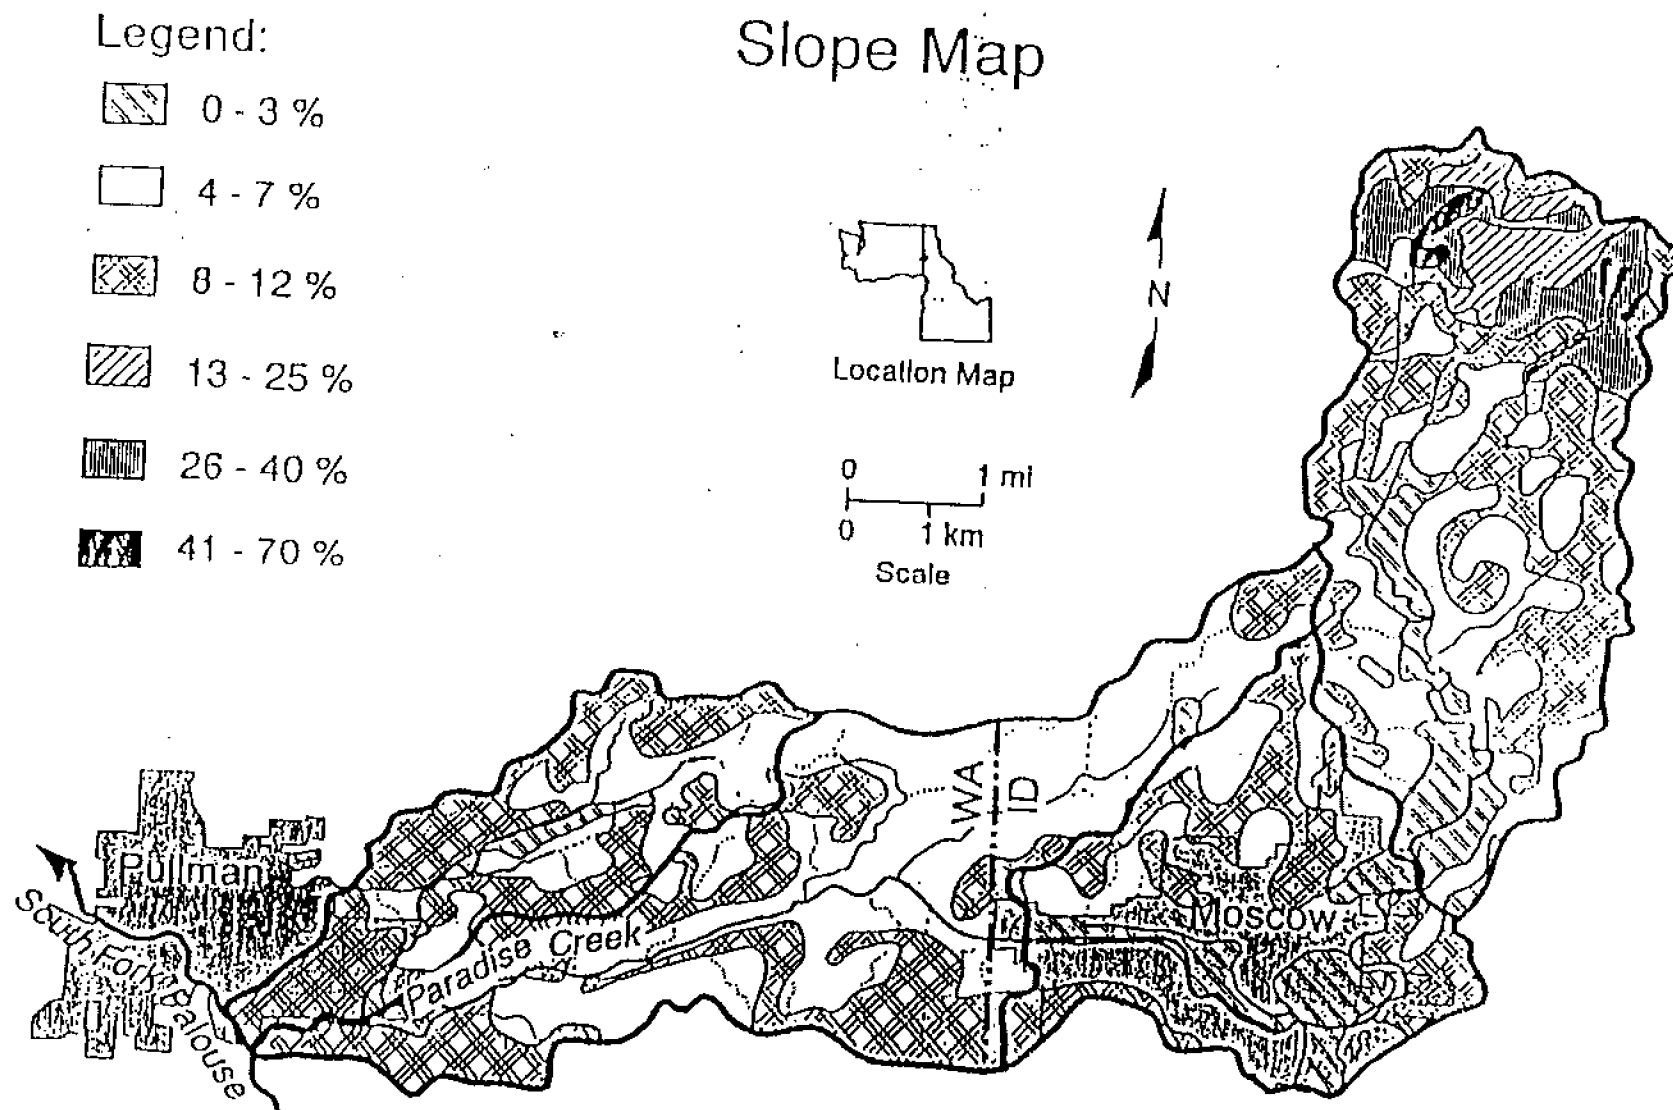 Legend:
Slope Map
0 - 3 %
4 - 7 %
8 - 12 %
13 - 25 %
26 - 40 %
41 - 70 %
N
Location Map
0 1 mi
0 1 km
Scale
WA
ID
Pullman
Moscow
Paradise Creek
South Fork Palouse